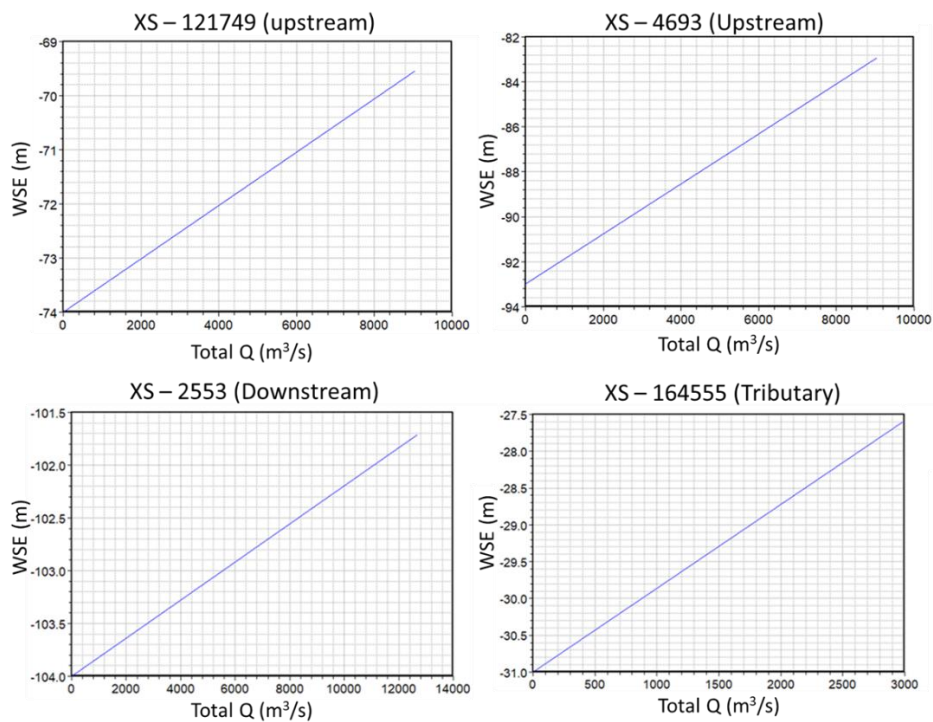 XS – 121749 (upstream)
-69
-70
-71
-72
-73
-74
WSE (m)
0 2000 4000 6000 8000 10000
Total Q (m³/s)
XS – 4693 (Upstream)
-82
-84
-86
-88
-90
-92
-94
WSE (m)
0 2000 4000 6000 8000 10000
Total Q (m³/s)
XS – 2553 (Downstream)
-101.5
-102.0
-102.5
-103.0
-103.5
-104.0
WSE (m)
0 2000 4000 6000 8000 10000 12000 14000
Total Q (m³/s)
XS – 164555 (Tributary)
-27.5
-28.0
-28.5
-29.0
-29.5
-30.0
-30.5
-31.0
WSE (m)
0 500 1000 1500 2000 2500 3000
Total Q (m³/s)